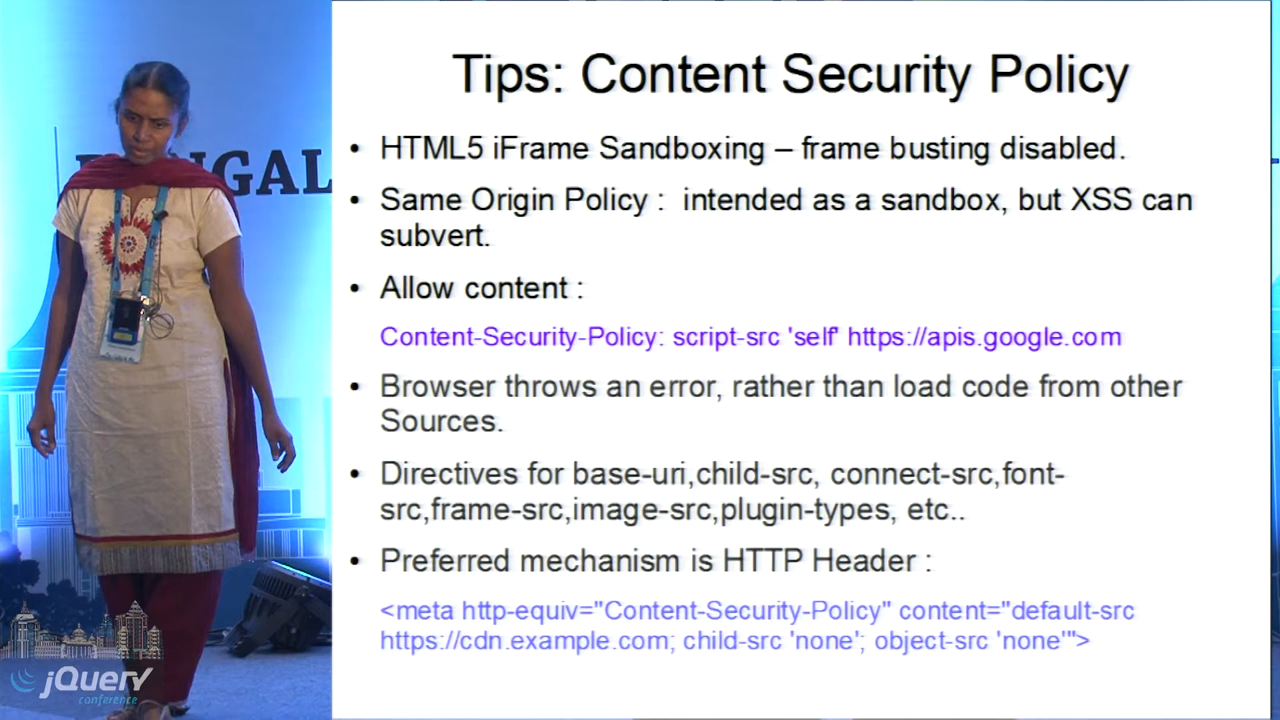 NGAL
Tips: Content Security Policy
• HTML5 iFrame Sandboxing – frame busting disabled.
• Same Origin Policy :  intended as a sandbox, but XSS can
subvert.
• Allow content :
Content-Security-Policy: script-src 'self' https://apis.google.com
• Browser throws an error, rather than load code from other
Sources.
• Directives for base-uri,child-src, connect-src,font-
src,frame-src,image-src,plugin-types, etc..
• Preferred mechanism is HTTP Header :
<meta http-equiv="Content-Security-Policy" content="default-src
https://cdn.example.com; child-src 'none'; object-src 'none'">
jQuery
conference